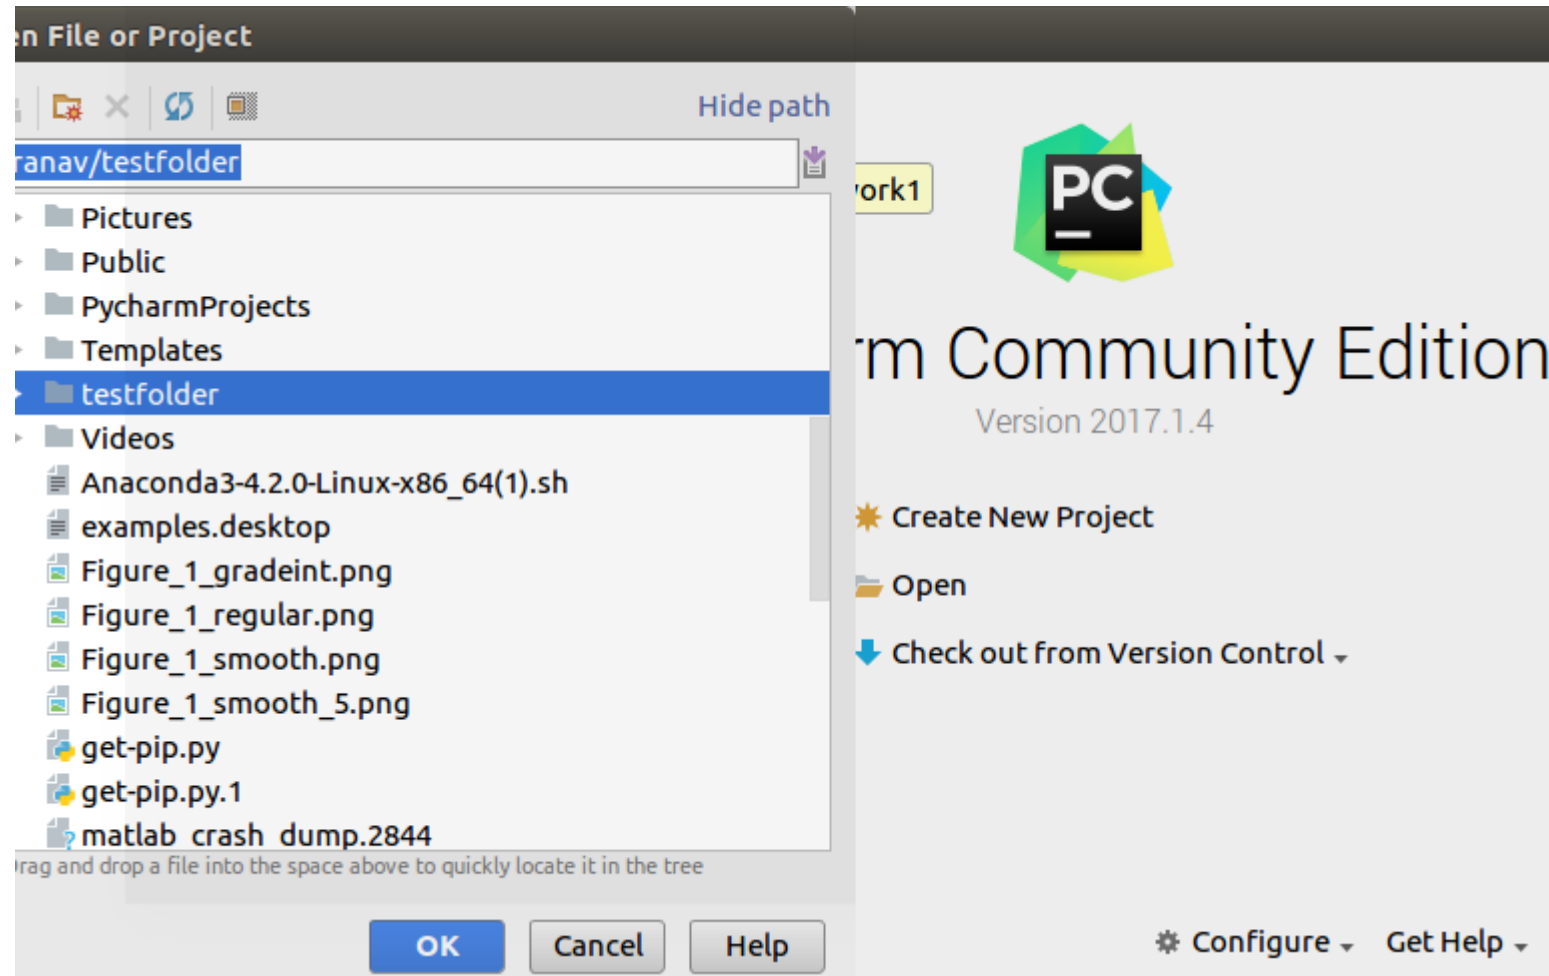 en File or Project
Hide path
ranav/testfolder
Pictures
Public
PycharmProjects
Templates
testfolder
Videos
Anaconda3-4.2.0-Linux-x86_64(1).sh
examples.desktop
Figure_1_gradeint.png
Figure_1_regular.png
Figure_1_smooth.png
Figure_1_smooth_5.png
get-pip.py
get-pip.py.1
matlab_crash_dump.2844
rag and drop a file into the space above to quickly locate it in the tree
OK
Cancel
Help
work1
PC
rm Community Edition
Version 2017.1.4
Create New Project
Open
Check out from Version Control
Configure
Get Help